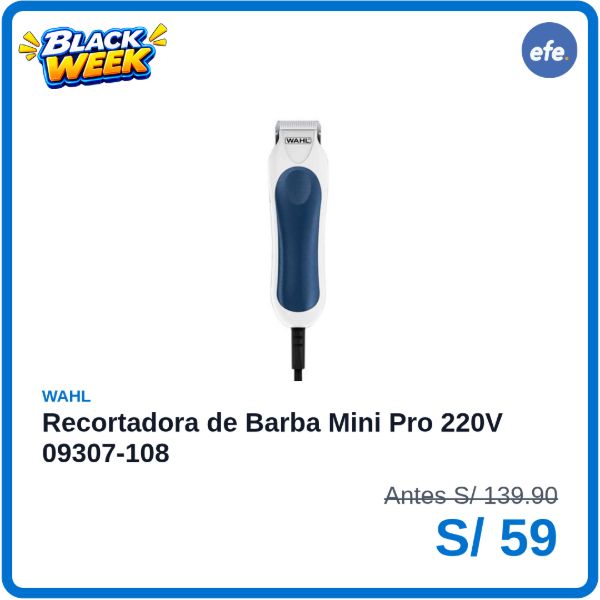 BLACK
WEEK
efe.
WAHL
WAHL
Recortadora de Barba Mini Pro 220V
09307-108
Antes S/ 139.90
S/ 59